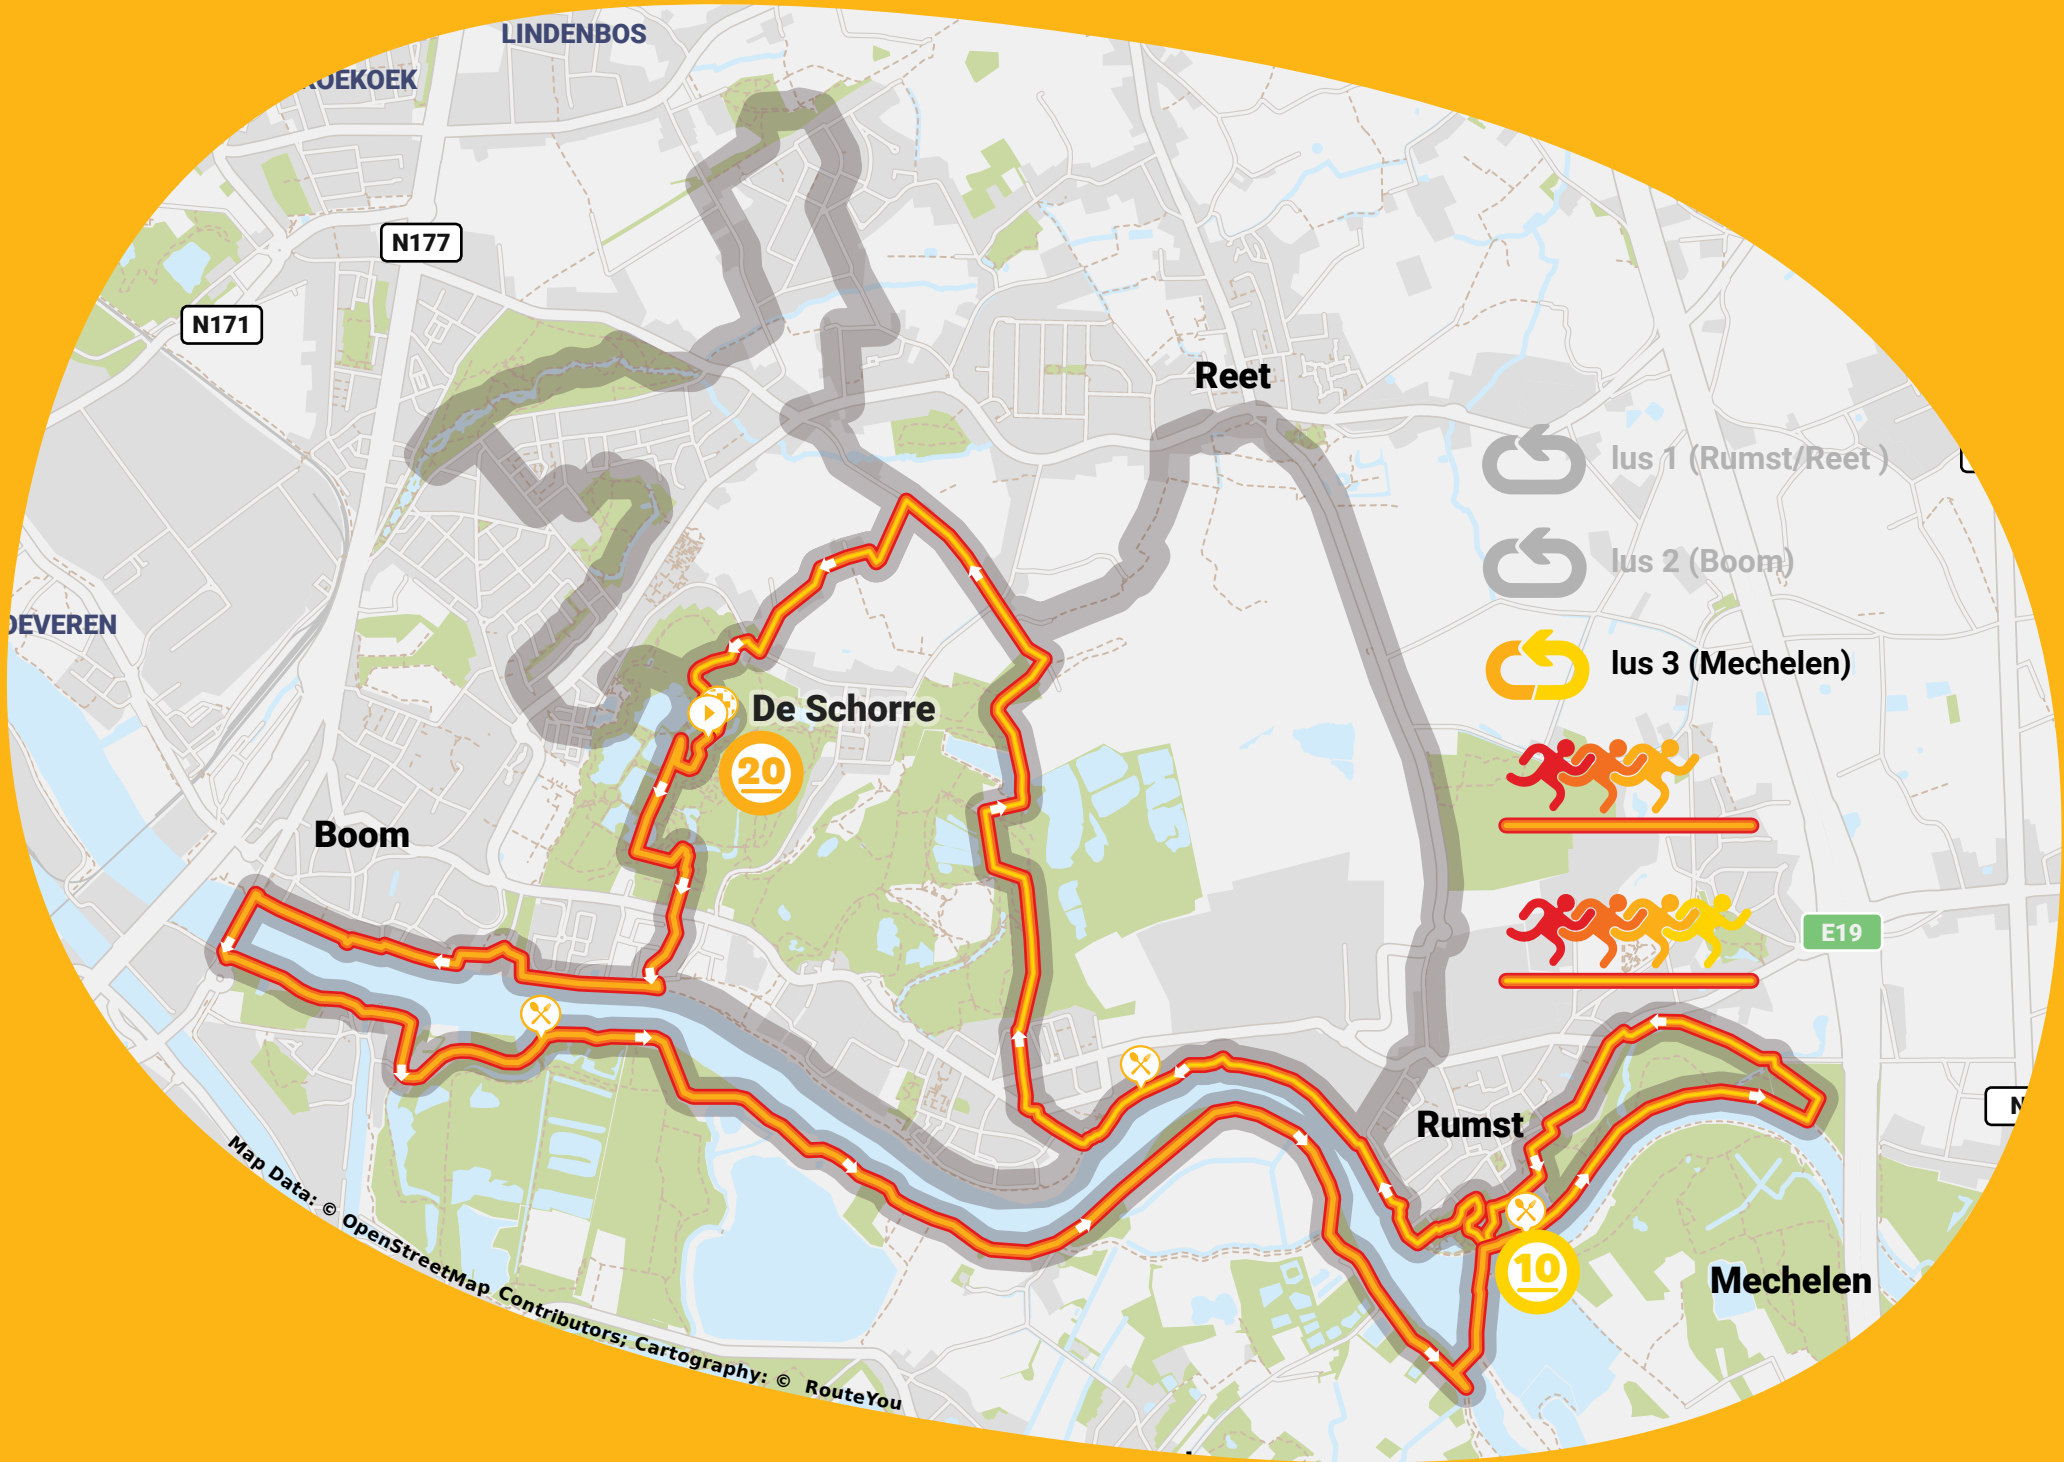 LINDENBOS
OEKOEK
N177
N171
Reet
lus 1 (Rumst/Reet )
lus 2 (Boom)
OEVEREN
lus 3 (Mechelen)
De Schorre
20
Boom
E19
N
Rumst
10
Mechelen
Map Data: © OpenStreetMap Contributors; Cartography: © RouteYou